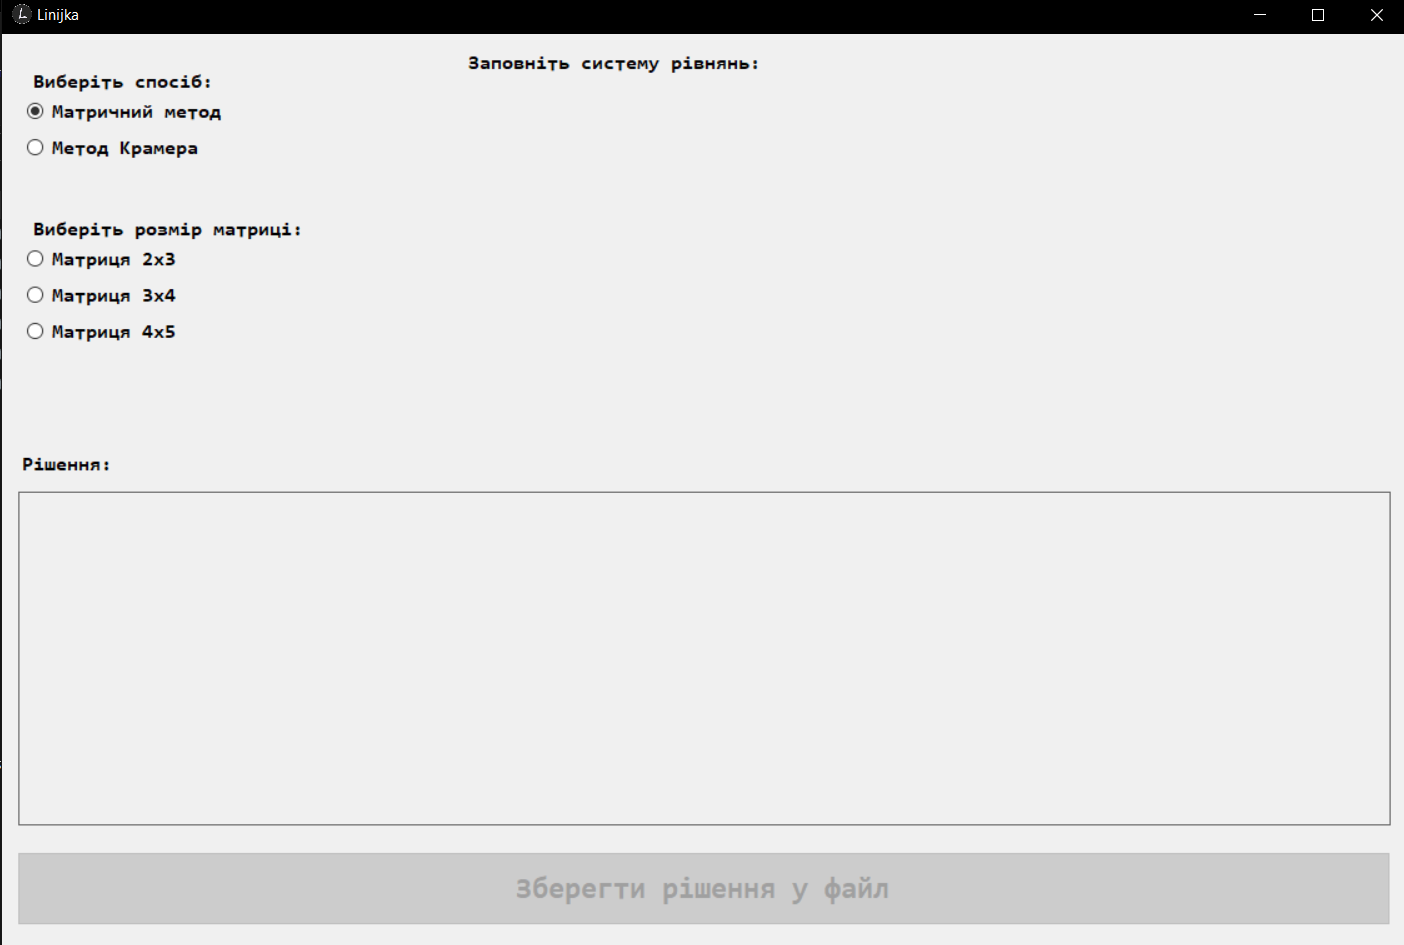 Linijka
Виберіть спосіб:
Матричний метод
Метод Крамера
Виберіть розмір матриці:
Матриця 2x3
Матриця 3x4
Матриця 4x5
Заповніть систему рівнянь:
Рішення:
Зберегти рішення у файл